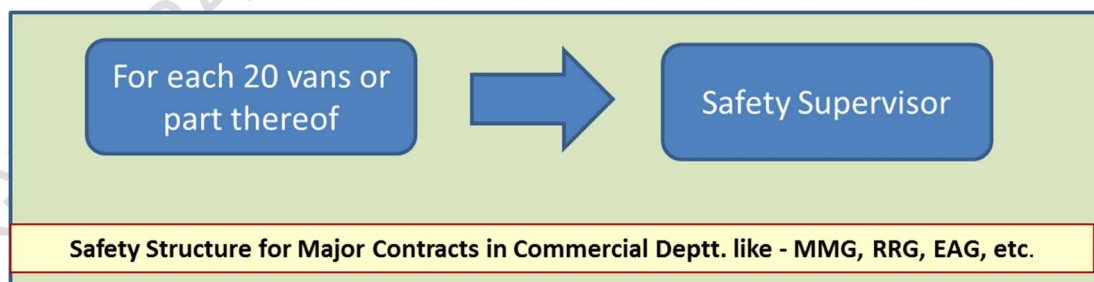 For each 20 vans or
part thereof
Safety Supervisor
Safety Structure for Major Contracts in Commercial Deptt. like - MMG, RRG, EAG, etc.